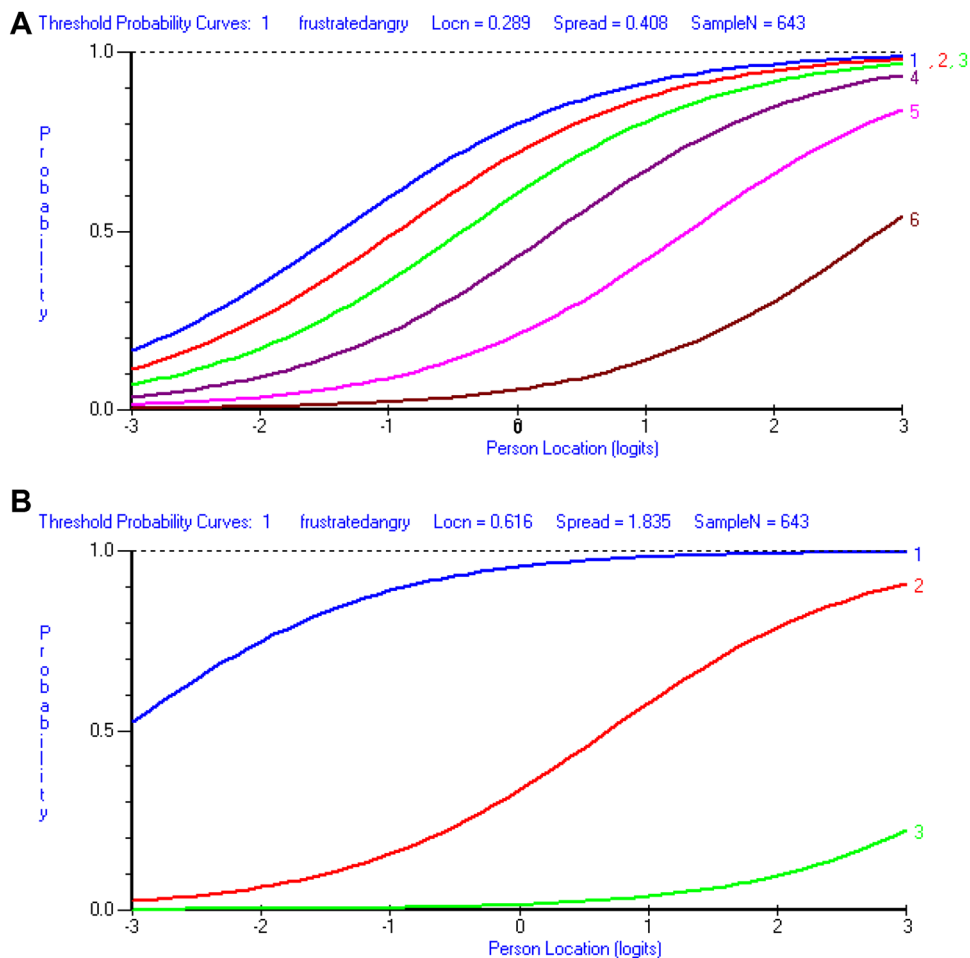 A
Threshold Probability Curves: 1 frustratedangry Locn = 0.289 Spread = 0.408 SampleN = 643
1.0
0.5
0.0
Probability
1 , 2 , 3
4
5
6
-3 -2 -1 0 1 2 3
Person Location (logits)
B
Threshold Probability Curves: 1 frustratedangry Locn = 0.616 Spread = 1.835 SampleN = 643
1.0
0.5
0.0
Probability
1
2
3
-3 -2 -1 0 1 2 3
Person Location (logits)